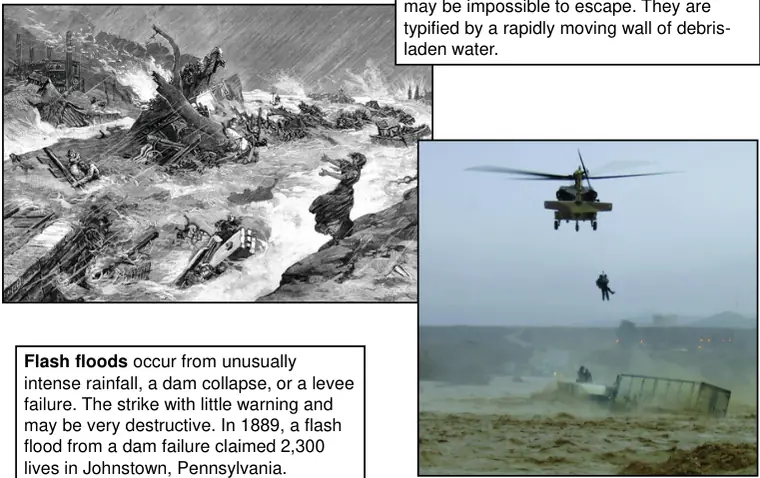 may be impossible to escape. They are
typified by a rapidly moving wall of debris-
laden water.
Flash floods occur from unusually
intense rainfall, a dam collapse, or a levee
failure. The strike with little warning and
may be very destructive. In 1889, a flash
flood from a dam failure claimed 2,300
lives in Johnstown, Pennsylvania.